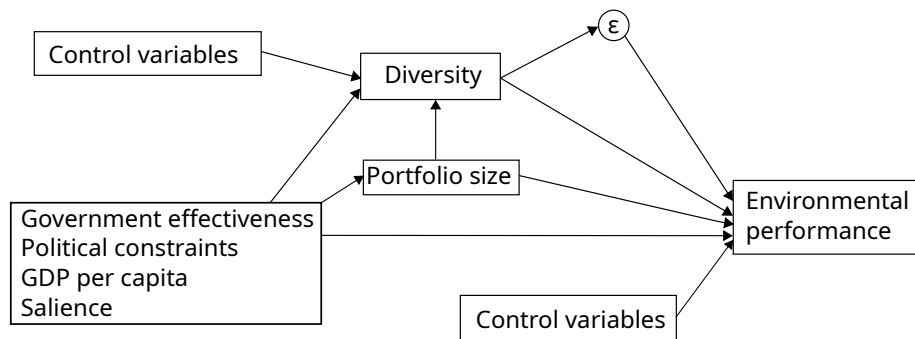 ε
Control variables
Diversity
Portfolio size
Environmental
performance
Government effectiveness
Political constraints
GDP per capita
Salience
Control variables